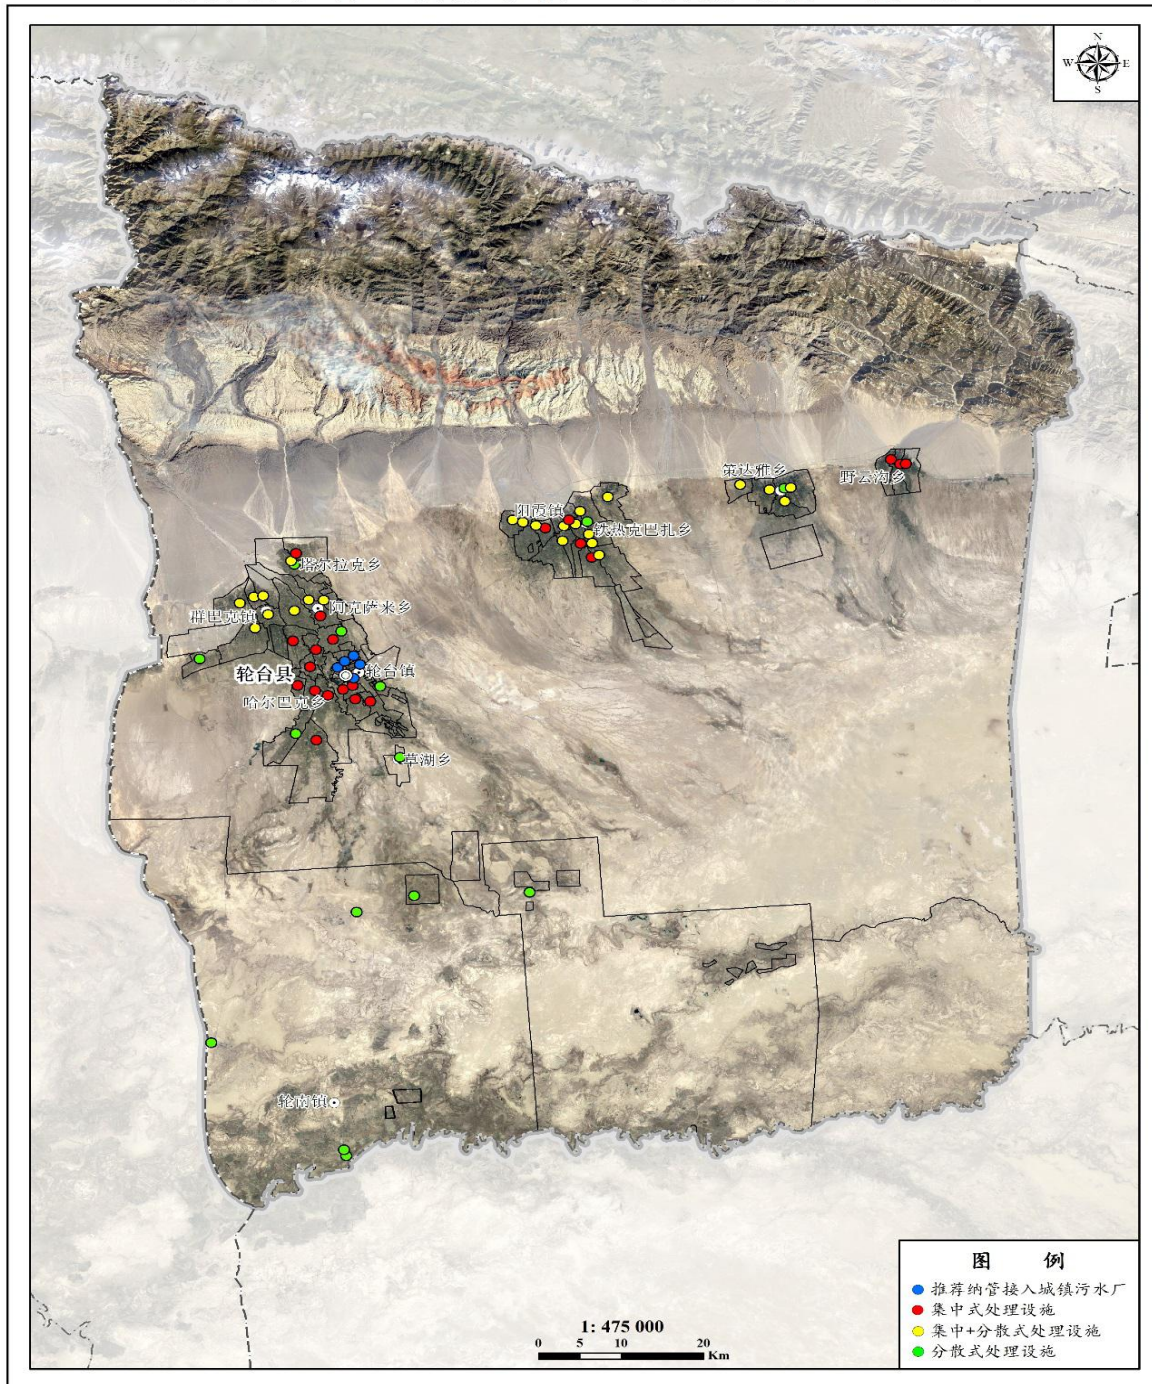 N
W E
S
策达雅乡
野云沟乡
阳霞镇
铁热克巴扎乡
塔尔拉克乡
阿克萨来乡
群巴克镇
轮台县
轮台镇
哈尔巴克乡
草湖乡
轮南镇
图 例
推荐纳管接入城镇污水厂
集中式处理设施
集中+分散式处理设施
分散式处理设施
1: 475 000
0 5 10 20
Km